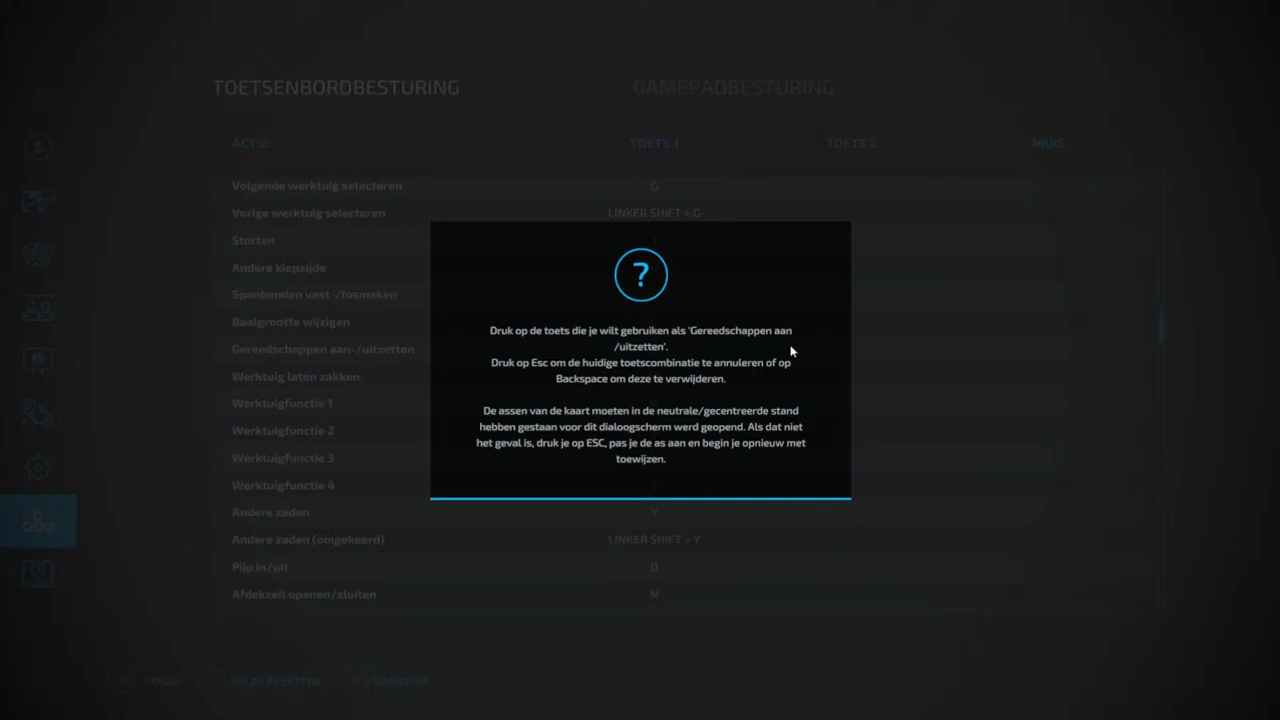 TOETSENBORDBESTURING GAMEPADBESTURING
ACTIE TOETS 1 TOETS 2 MUIS
Volgende werktuig selecteren G
Vorige werktuig selecteren LINKER SHIFT + G
Storten
Andere kiepzijde
Spanbanden vast-/losmaken
Baalgrootte wijzigen
Gereedschappen aan-/uitzetten
Werktuig laten zakken
Werktuigfunctie 1
Werktuigfunctie 2
Werktuigfunctie 3
Werktuigfunctie 4
Andere zaden Y
Andere zaden (omgekeerd) LINKER SHIFT + Y
Pijp in/uit O
Afdekzeil openen/sluiten N
?
Druk op de toets die je wilt gebruiken als 'Gereedschappen aan
/uitzetten'.
Druk op Esc om de huidige toetscombinatie te annuleren of op
Backspace om deze te verwijderen.
De assen van de kaart moeten in de neutrale/gecentreerde stand
hebben gestaan voor dit dialoogscherm werd geopend. Als dat niet
het geval is, druk je op ESC, pas je de as aan en begin je opnieuw met
toewijzen.
TERUG ALLES RESETTEN GAMEPAD